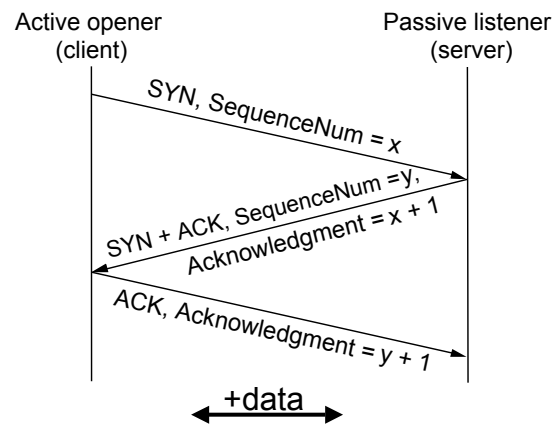 Active opener
(client)
Passive listener
(server)
SYN, SequenceNum = x
SYN + ACK, SequenceNum =y,
Acknowledgment = x + 1
ACK, Acknowledgment = y + 1
+data